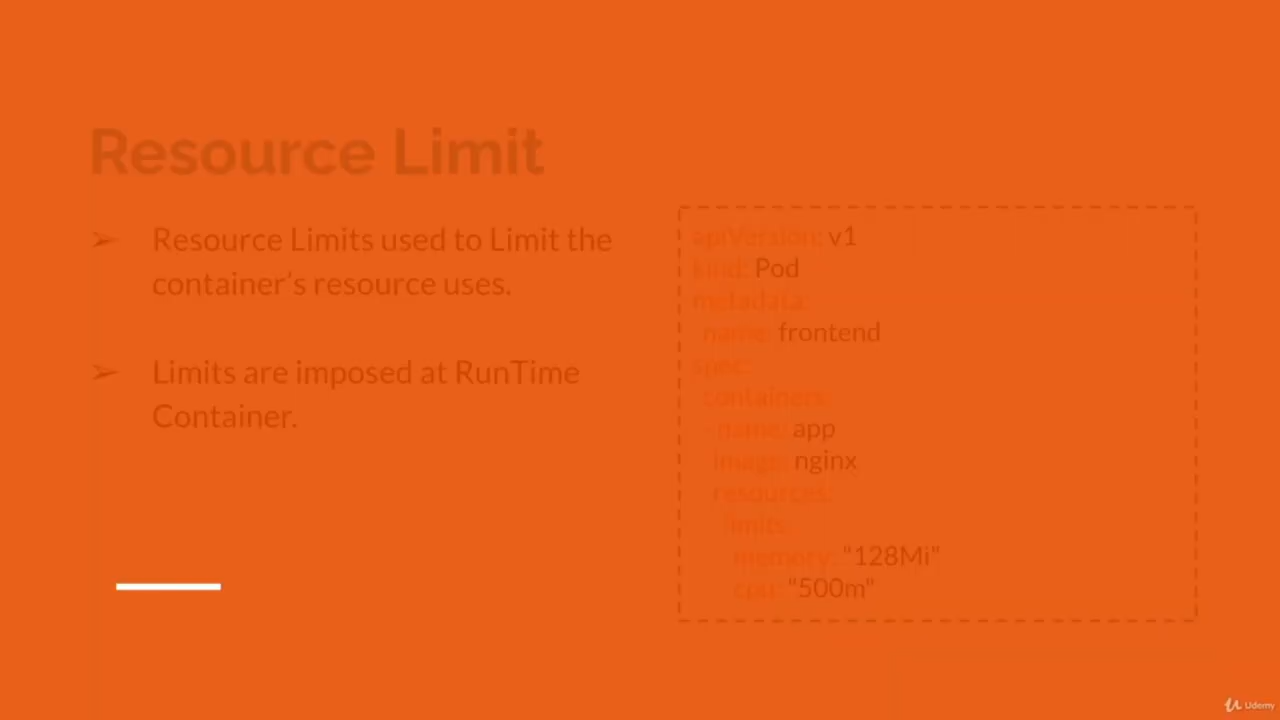 Resource Limit
➢ Resource Limits used to Limit the
container's resource uses.
➢ Limits are imposed at RunTime
Container.
apiVersion: v1
kind: Pod
metadata:
name: frontend
spec:
containers:
- name: app
image: nginx
resources:
limits:
memory: "128Mi"
cpu: "500m"
Udemy